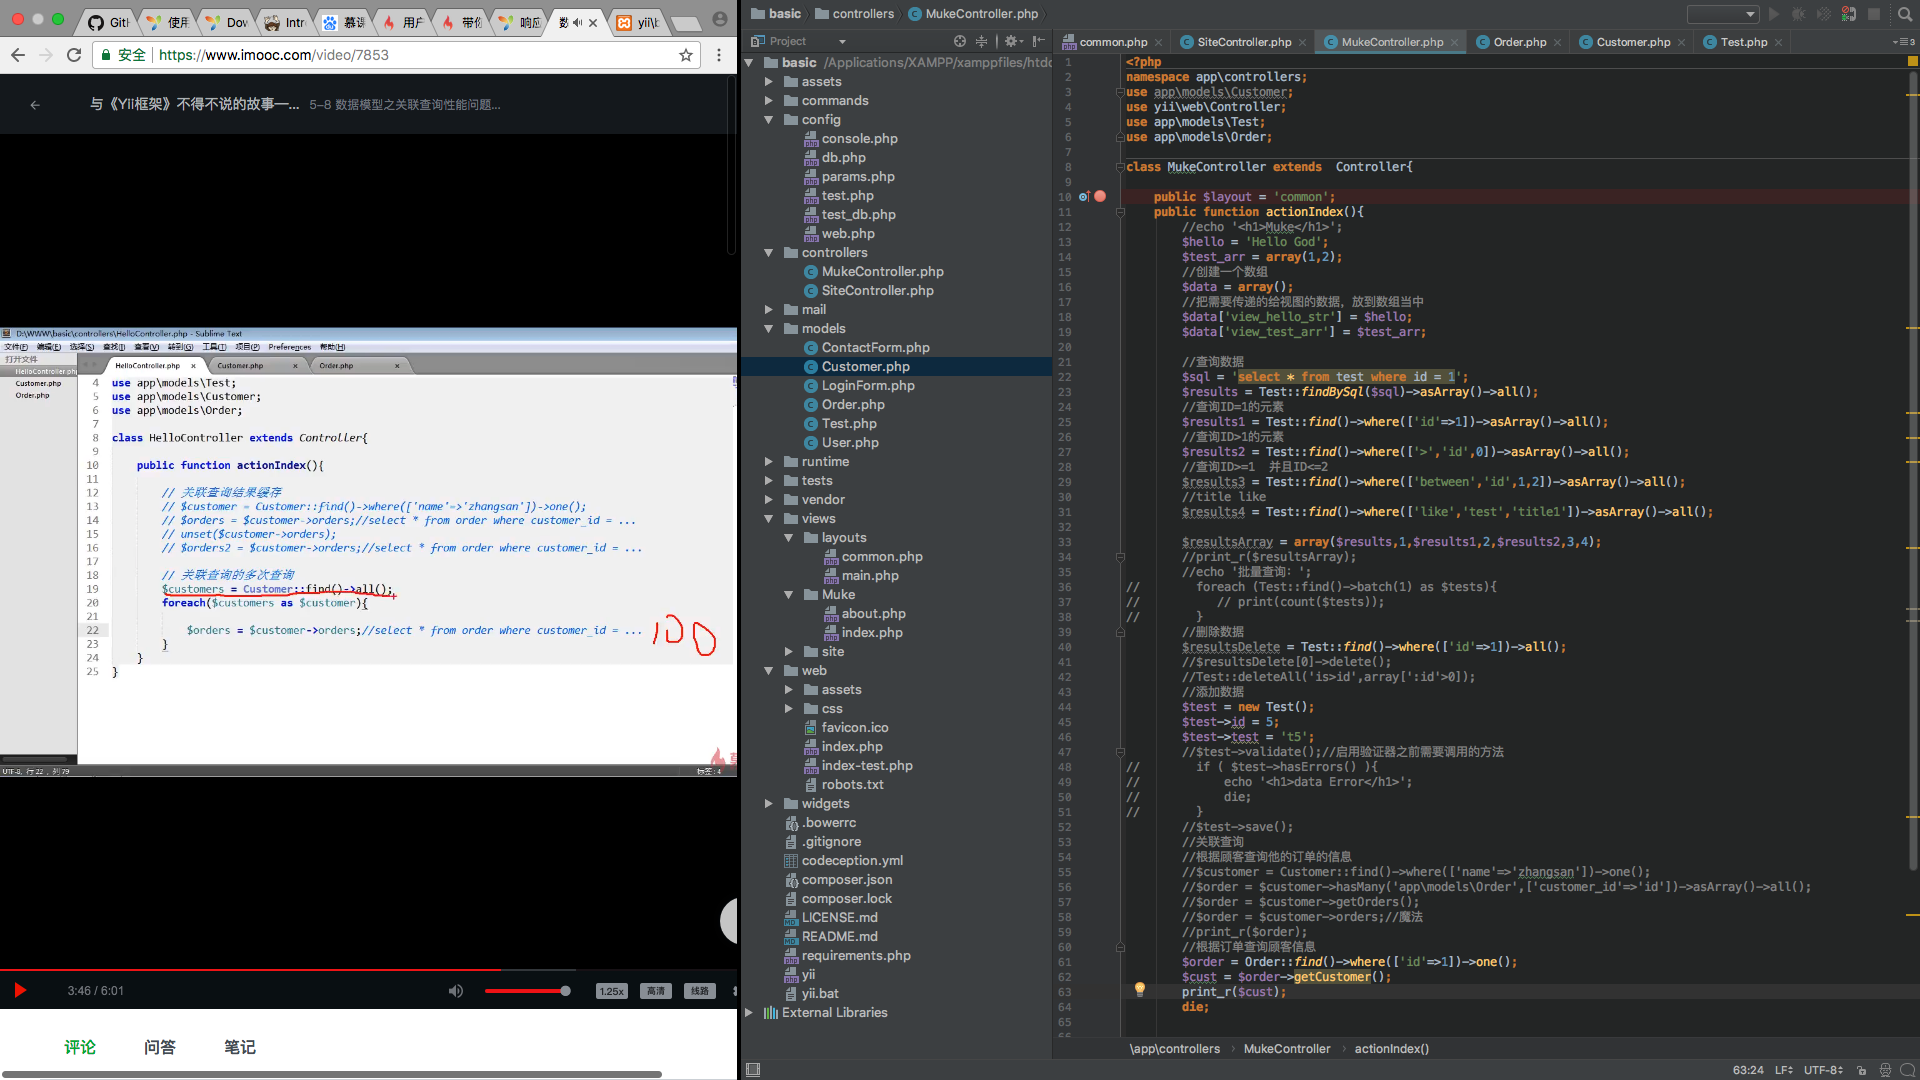 Gitl
使用
Dov
Intr
慕课
用户
带你
响应
数
yii\l
安全
https://www.imooc.com/video/7853
与《Yii框架》不得不说的故事—...
5-8 数据模型之关联查询性能问题...
D:\WWW\basic\controllers\HelloController.php - Sublime Text
文件(F) 编辑(E) 选择(S) 查找(I) 查看(V) 转到(G) 工具(T) 项目(P) Preferences 帮助(H)
打开文件
HelloController.php
Customer.php
Order.php
HelloController.php
Customer.php
Order.php
4 use app\models\Test;
5 use app\models\Customer;
6 use app\models\Order;
7
8 class HelloController extends Controller{
9
10 public function actionIndex(){
11
12 // 关联查询结果缓存
13 // $customer = Customer::find()->where(['name'=>'zhangsan'])->one();
14 // $orders = $customer->orders;//select * from order where customer_id = ...
15 // unset($customer->orders);
16 // $orders2 = $customer->orders;//select * from order where customer_id = ...
17
18 // 关联查询的多次查询
19 $customers = Customer::find()->all();
20 foreach($customers as $customer){
21
22 $orders = $customer->orders;//select * from order where customer_id = ...
100
23 }
24 }
25 }
UTF-8, 行 22 , 列 79
标签: 4
3:46 / 6:01
1.25x
高清
线路
评论
问答
笔记
basic
controllers
MukeController.php
Project
basic /Applications/XAMPP/xamppfiles/htdo
assets
commands
config
console.php
db.php
params.php
test.php
test_db.php
web.php
controllers
MukeController.php
SiteController.php
mail
models
ContactForm.php
Customer.php
LoginForm.php
Order.php
Test.php
User.php
runtime
tests
vendor
views
layouts
common.php
main.php
Muke
about.php
index.php
site
web
assets
css
favicon.ico
index.php
index-test.php
robots.txt
widgets
.bowerrc
.gitignore
codeception.yml
composer.json
composer.lock
LICENSE.md
README.md
requirements.php
yii
yii.bat
External Libraries
common.php
SiteController.php
MukeController.php
Order.php
Customer.php
Test.php
1 <?php
2 namespace app\controllers;
3 use app\models\Customer;
4 use yii\web\Controller;
5 use app\models\Test;
6 use app\models\Order;
7
8 class MukeController extends Controller{
9
10 public $layout = 'common';
11 public function actionIndex(){
12 //echo '<h1>Muke</h1>';
13 $hello = 'Hello God';
14 $test_arr = array(1,2);
15 //创建一个数组
16 $data = array();
17 //把需要传递的给视图的数据，放到数组当中
18 $data['view_hello_str'] = $hello;
19 $data['view_test_arr'] = $test_arr;
20
21 //查询数据
22 $sql = 'select * from test where id = 1';
23 $results = Test::findBySql($sql)->asArray()->all();
24 //查询ID=1的元素
25 $results1 = Test::find()->where(['id'=>1])->asArray()->all();
26 //查询ID>1的元素
27 $results2 = Test::find()->where(['>','id',0])->asArray()->all();
28 //查询ID>=1 并且ID<=2
29 $results3 = Test::find()->where(['between','id',1,2])->asArray()->all();
30 //title like
31 $results4 = Test::find()->where(['like','test','title1'])->asArray()->all();
32
33 $resultsArray = array($results,1,$results1,2,$results2,3,4);
34 //print_r($resultsArray);
35 //echo '批量查询：';
36 // foreach (Test::find()->batch(1) as $tests){
37 // // print(count($tests));
38 // }
39 //删除数据
40 $resultsDelete = Test::find()->where(['id'=>1])->all();
41 //$resultsDelete[0]->delete();
42 //Test::deleteAll('is>id',array[':id'>0]);
43 //添加数据
44 $test = new Test();
45 $test->id = 5;
46 $test->test = 't5';
47 //$test->validate();//启用验证器之前需要调用的方法
48 // if ( $test->hasErrors() ){
49 // echo '<h1>data Error</h1>';
50 // die;
51 // }
52 //$test->save();
53 //关联查询
54 //根据顾客查询他的订单的信息
55 //$customer = Customer::find()->where(['name'=>'zhangsan'])->one();
56 //$order = $customer->hasMany('app\models\Order',['customer_id'=>'id'])->asArray()->all();
57 //$order = $customer->getOrders();
58 //$order = $customer->orders;//魔法
59 //print_r($order);
60 //根据订单查询顾客信息
61 $order = Order::find()->where(['id'=>1])->one();
62 $cust = $order->getCustomer();
63 print_r($cust);
64 die;
65
\app\controllers
MukeController
actionIndex()
63:24 LF UTF-8